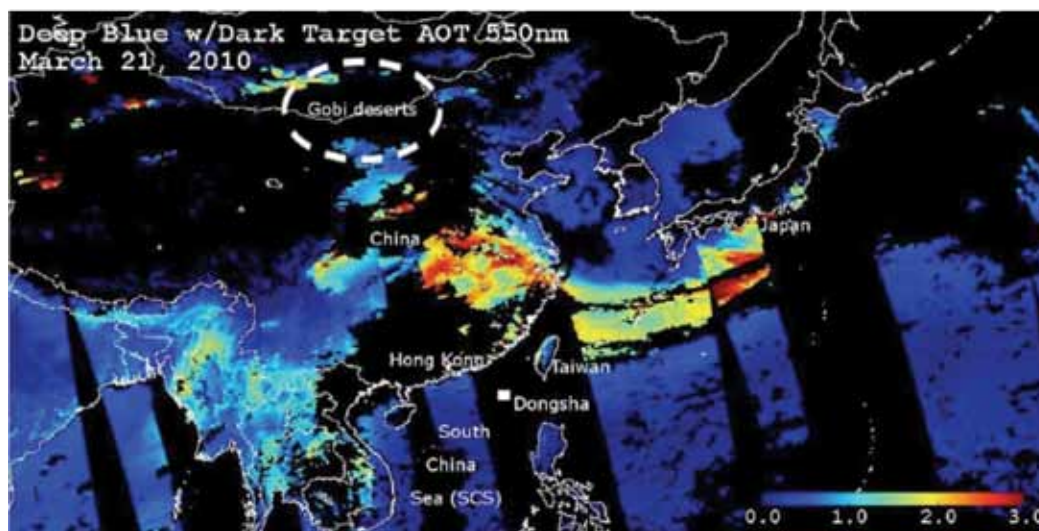 Deep Blue w/Dark Target AOT 550nm
March 21, 2010
Gobi deserts
China
Japan
Hong Kong
Taiwan
Dongsha
South
China
Sea (SCS)
0.0 1.0 2.0 3.0